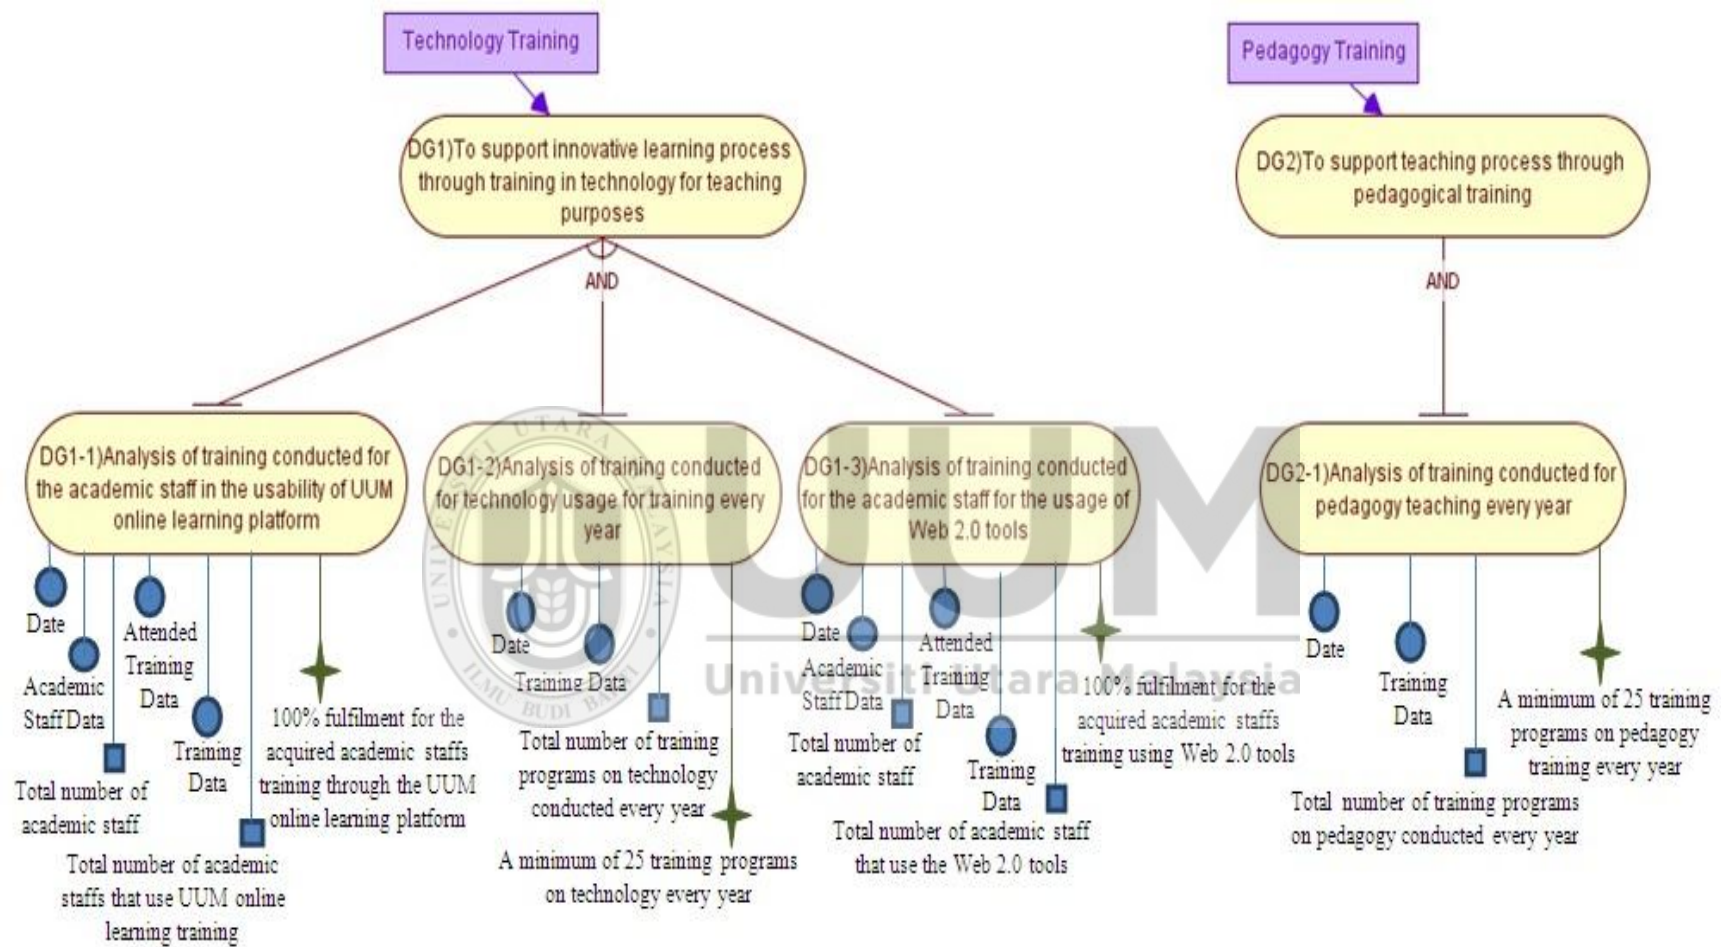 Technology Training
Pedagogy Training
DG1)To support innovative learning process
through training in technology for teaching
purposes
DG2)To support teaching process through
pedagogical training
AND
AND
DG1-1)Analysis of training conducted for
the academic staff in the usability of UUM
online learning platform
DG1-2)Analysis of training conducted
for technology usage for training every
year
DG1-3)Analysis of training conducted
for the academic staff for the usage of
Web 2.0 tools
DG2-1)Analysis of training conducted for
pedagogy teaching every year
Date
Academic
Staff Data
Total number of
academic staff
Attended
Training
Data
Training
Data
Total number of academic
staffs that use UUM online
learning training
100% fulfilment for the
acquired academic staffs
training through the UUM
online learning platform
Date
Training Data
Total number of training
programs on technology
conducted every year
A minimum of 25 training programs
on technology every year
Date
Academic
Staff Data
Total number of
academic staff
Attended
Training
Data
Training
Data
Total number of academic staff
that use the Web 2.0 tools
100% fulfilment for the
acquired academic staffs
training using Web 2.0 tools
Date
Training
Data
Total number of training programs
on pedagogy conducted every year
A minimum of 25 training
programs on pedagogy
training every year
UUM
Universiti Utara Malaysia
UNIVERSITI UTARA MALAYSIA
ILMU BUDI BAKTI